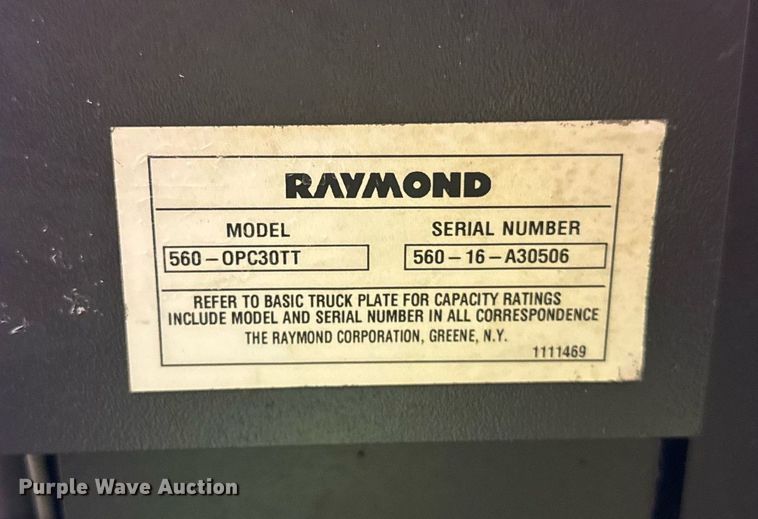 RAYMOND
MODEL SERIAL NUMBER
560-OPC30TT 560-16-A30506
REFER TO BASIC TRUCK PLATE FOR CAPACITY RATINGS
INCLUDE MODEL AND SERIAL NUMBER IN ALL CORRESPONDENCE
THE RAYMOND CORPORATION, GREENE, N.Y.
1111469
Purple Wave Auction